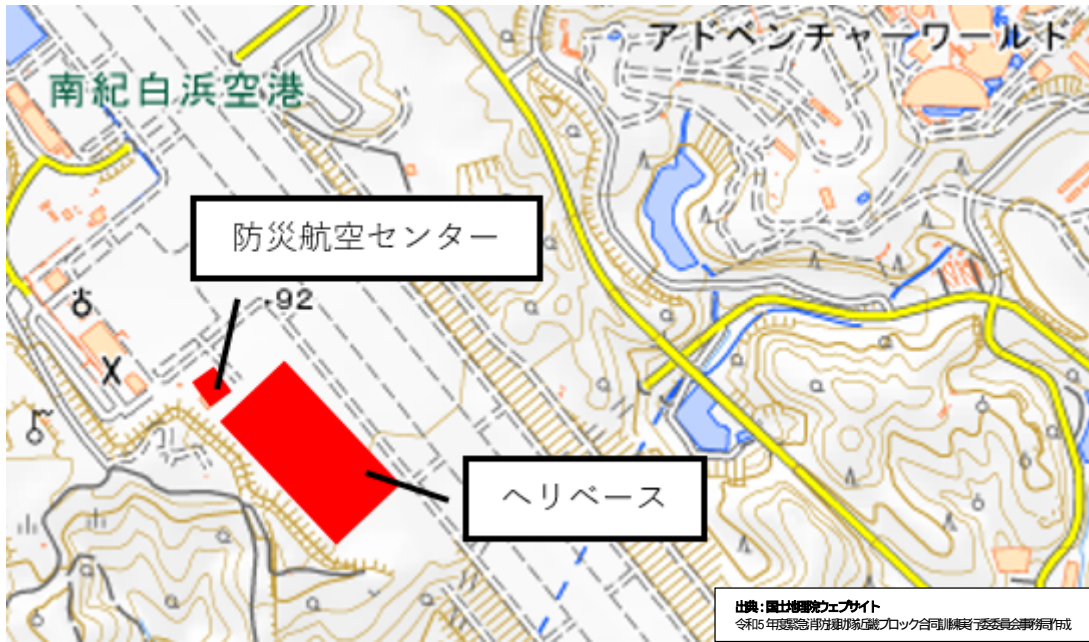 アドベンチャーワールド
南紀白浜空港
防災航空センター
92
ヘリベース
出典：国土地理院ウェブサイト
令和5年度緊急消防援助隊近畿ブロック合同訓練実行委員会事務局作成